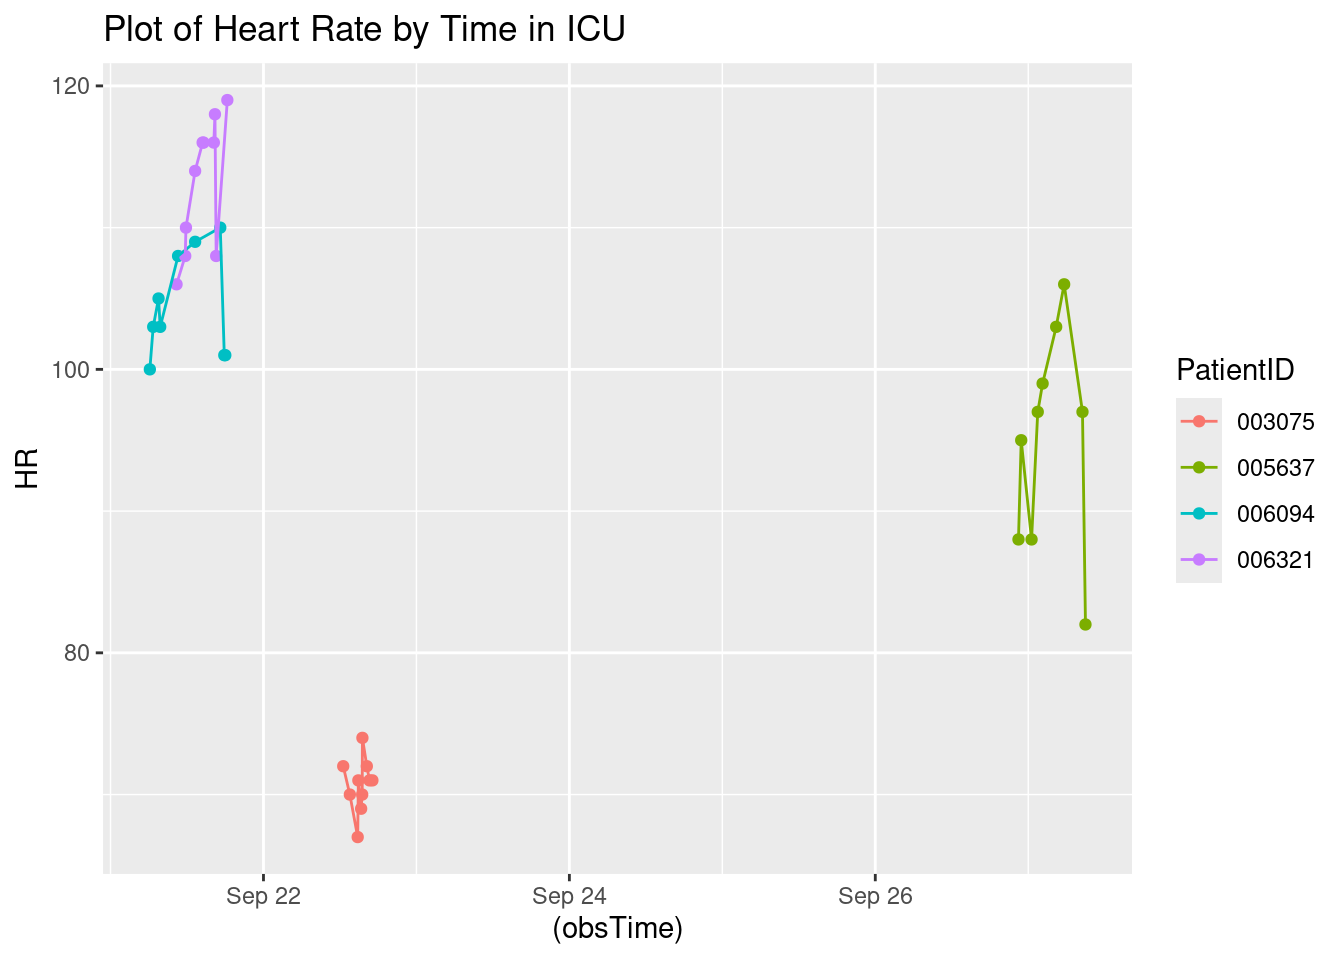 Plot of Heart Rate by Time in ICU
120
100
80
HR
Sep 22
Sep 24
Sep 26
(obsTime)
PatientID
003075
005637
006094
006321